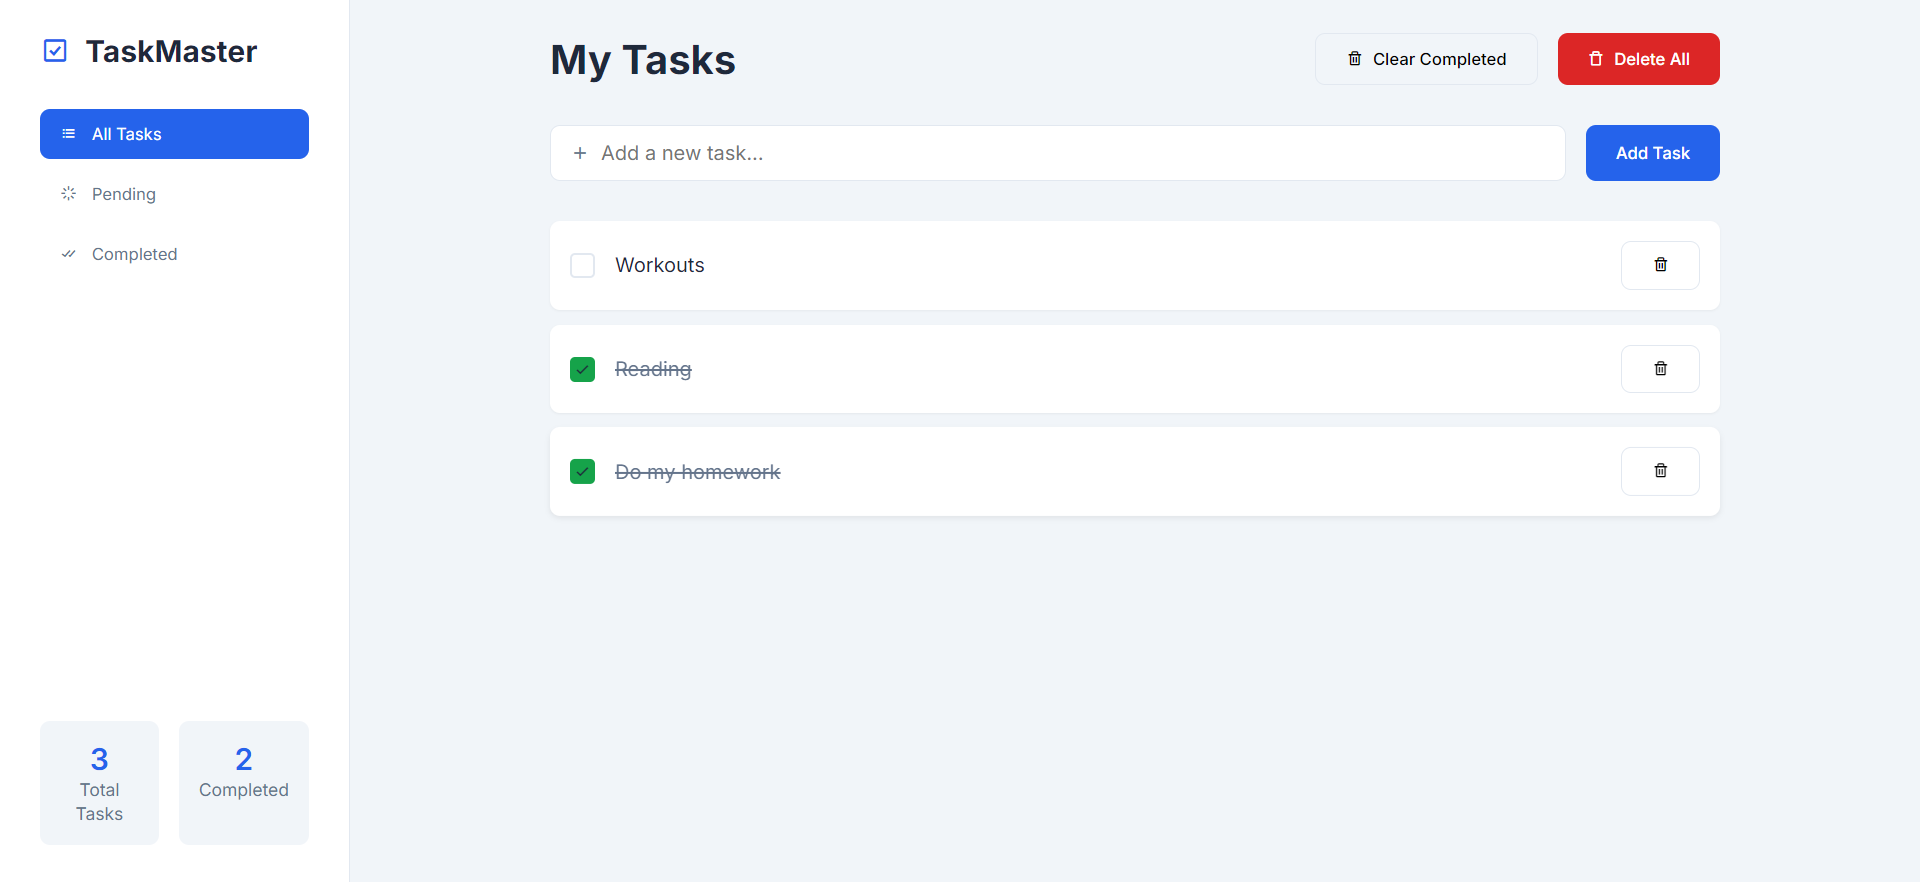 TaskMaster
All Tasks
Pending
Completed
3
Total
Tasks
2
Completed
My Tasks
Clear Completed
Delete All
Add a new task...
Add Task
Workouts
Reading
Do my homework